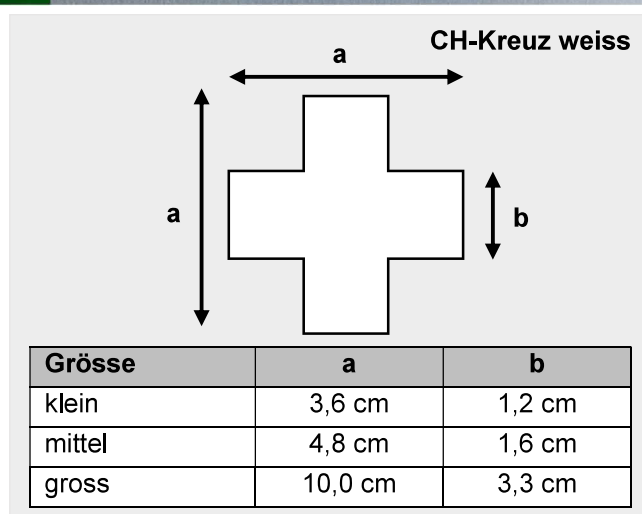 CH-Kreuz weiss
a
a
b
Grösse a b
klein 3,6 cm 1,2 cm
mittel 4,8 cm 1,6 cm
gross 10,0 cm 3,3 cm